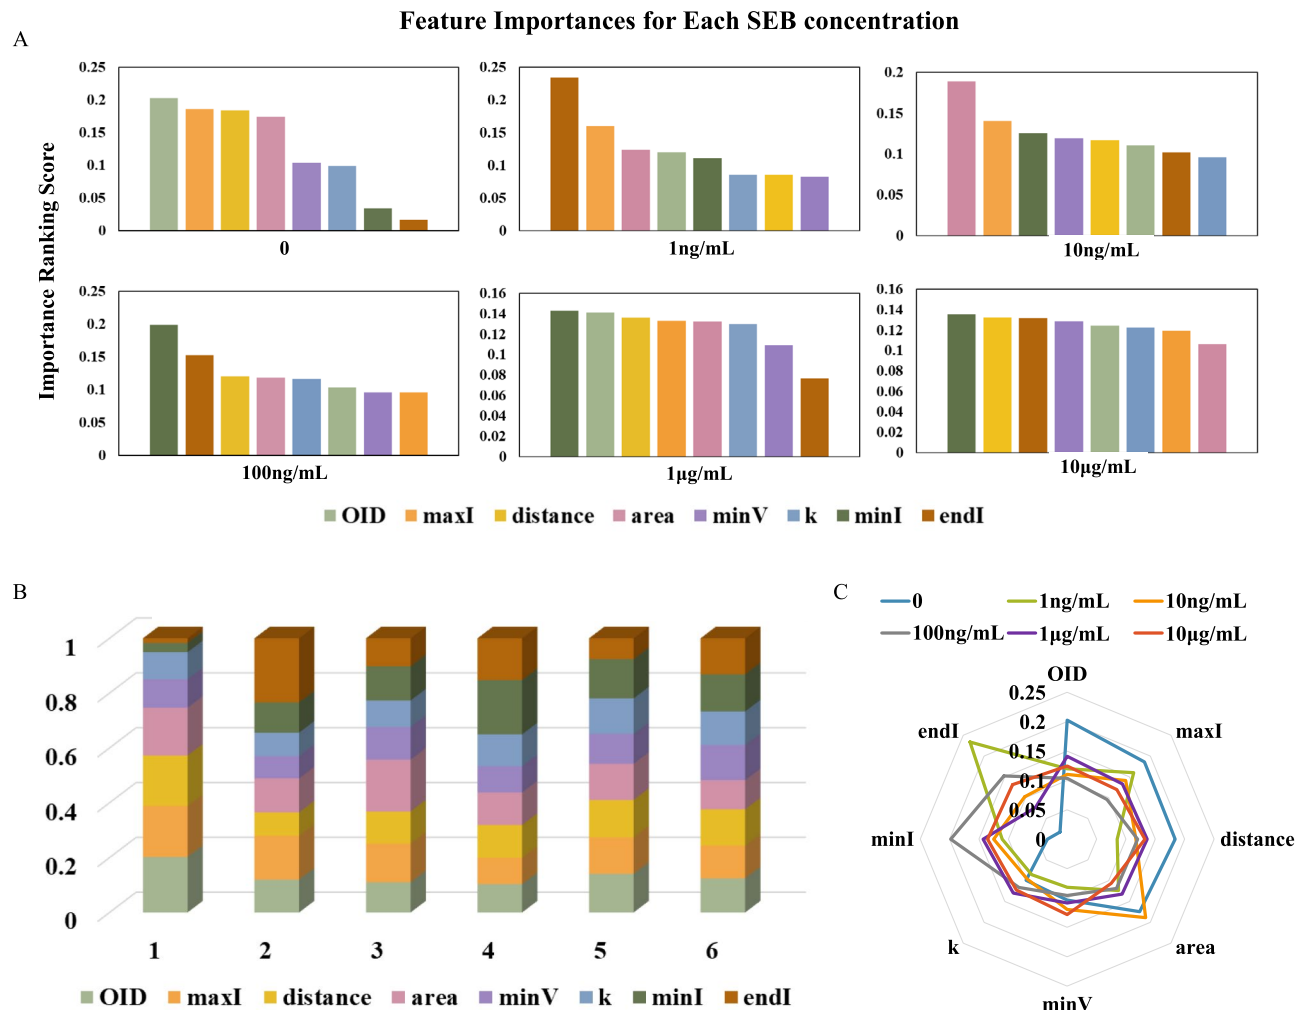 Feature Importances for Each SEB concentration
A
Importance Ranking Score
0.25
0.2
0.15
0.1
0.05
0
0
0.25
0.2
0.15
0.1
0.05
0
1ng/mL
0.2
0.15
0.1
0.05
0
10ng/mL
0.25
0.2
0.15
0.1
0.05
0
100ng/mL
0.16
0.14
0.12
0.1
0.08
0.06
0.04
0.02
0
1μg/mL
0.16
0.14
0.12
0.1
0.08
0.06
0.04
0.02
0
10μg/mL
OID maxI distance area minV k minI endI
B
1
0.8
0.6
0.4
0.2
0
1 2 3 4 5 6
OID maxI distance area minV k minI endI
C
0 1ng/mL 10ng/mL
100ng/mL 1μg/mL 10μg/mL
OID
maxI
distance
area
minV
k
minI
endI
0.25
0.2
0.15
0.1
0.05
0